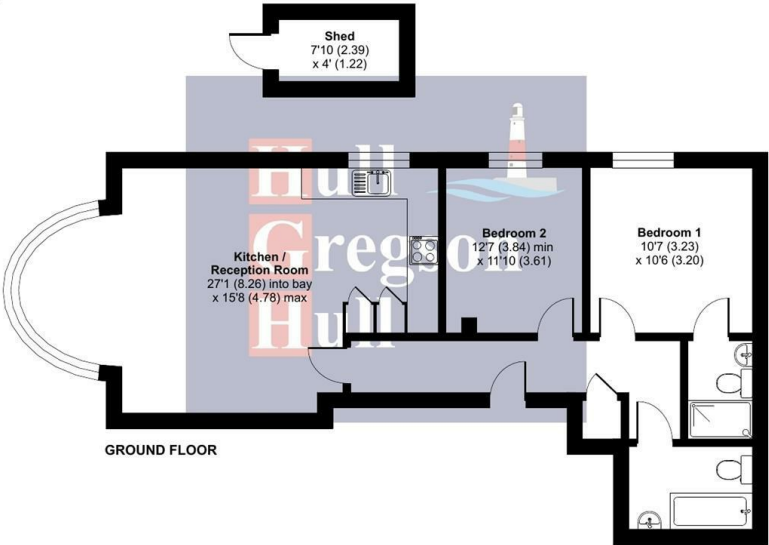 Shed
7'10 (2.39)
x 4' (1.22)
Hull
Gregson
Hull
Kitchen /
Reception Room
27'1 (8.26) into bay
x 15'8 (4.78) max
Bedroom 2
12'7 (3.84) min
x 11'10 (3.61)
Bedroom 1
10'7 (3.23)
x 10'6 (3.20)
GROUND FLOOR